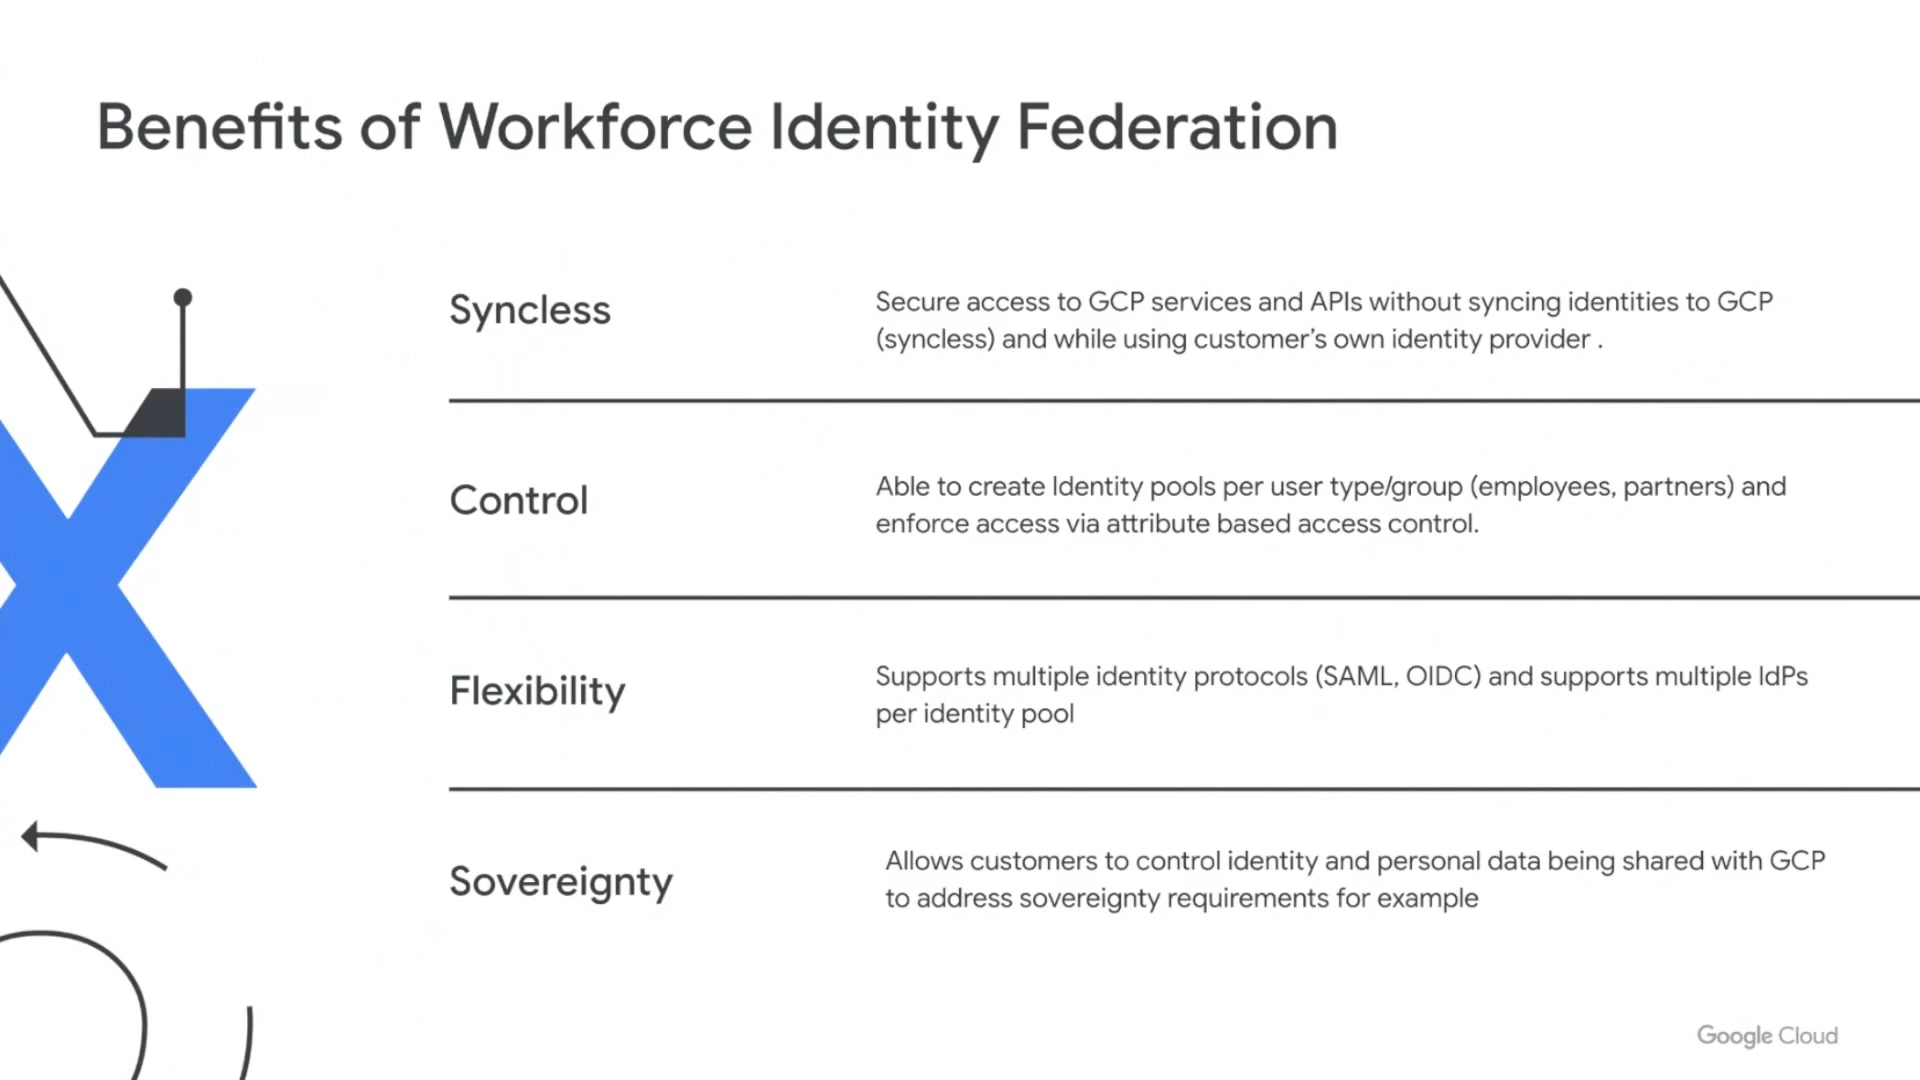 Benefits of Workforce Identity Federation
Syncless
Secure access to GCP services and APIs without syncing identities to GCP
(syncless) and while using customer’s own identity provider .
Control
Able to create Identity pools per user type/group (employees, partners) and
enforce access via attribute based access control.
Flexibility
Supports multiple identity protocols (SAML, OIDC) and supports multiple IdPs
per identity pool
Sovereignty
Allows customers to control identity and personal data being shared with GCP
to address sovereignty requirements for example
Google Cloud